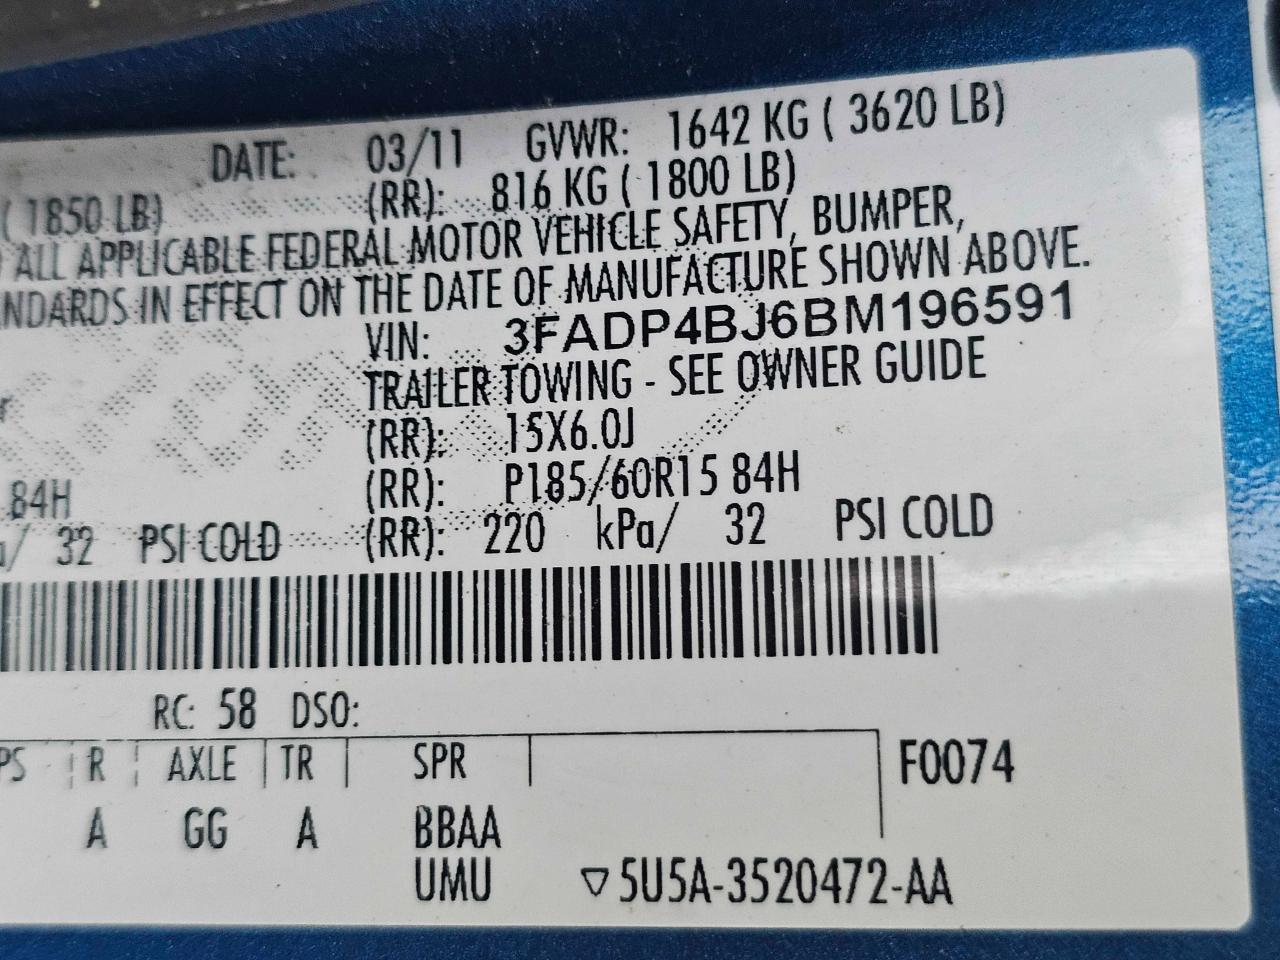 DATE: 03/11 GVWR: 1642 KG ( 3620 LB)
( 1850 LB) (RR): 816 KG ( 1800 LB)
ALL APPLICABLE FEDERAL MOTOR VEHICLE SAFETY, BUMPER,
NDARDS IN EFFECT ON THE DATE OF MANUFACTURE SHOWN ABOVE.
VIN: 3FADP4BJ6BM196591
TRAILER TOWING - SEE OWNER GUIDE
(RR): 15X6.0J
84H (RR): P185/60R15 84H
/ 32 PSI COLD (RR): 220 kPa/ 32 PSI COLD
RC: 58 DSO:
PS R AXLE TR SPR F0074
A GG A BBAA
UMU ▽5U5A-3520472-AA